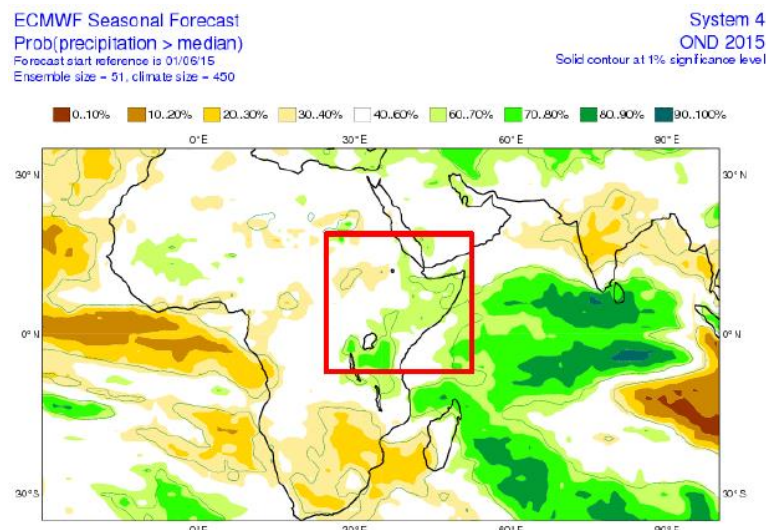 ECMWF Seasonal Forecast
System 4
Prob(precipitation > median)
OND 2015
Forecast start reference is 01/06/15
Solid contour at 1% significance level
Ensemble size = 51, climate size = 450
0..10% 10..20% 20..30% 30..40% 40..60% 60..70% 70..80% 80..90% 90..100%
0°E 30°E 60°E 90°E
30°N 30°N
0°N 0°N
30°S 30°S